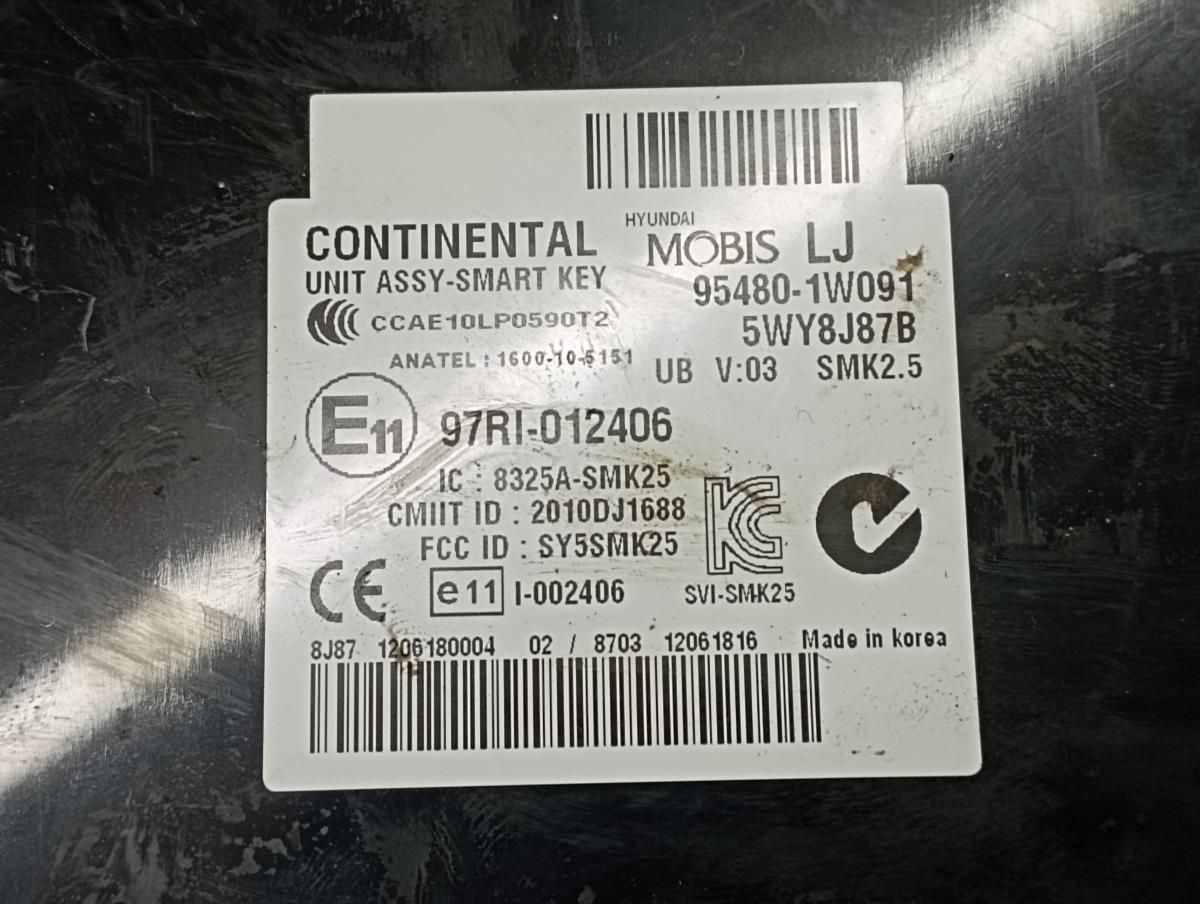 CONTINENTAL HYUNDAI MOBIS LJ
UNIT ASSY-SMART KEY 95480-1W091
CCAE10LP0590T2 5WY8J87B
ANATEL : 1600-10-5151 UB V:03 SMK2.5
E11 97RI-012406
IC : 8325A-SMK25
CMIIT ID : 2010DJ1688
FCC ID : SY5SMK25
CE e11 I-002406 SVI-SMK25
8J87 1206180004 02 / 8703 12061816 Made in korea